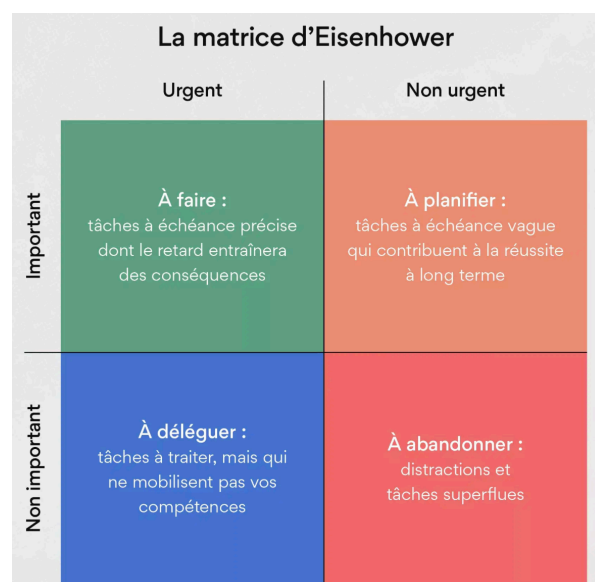 La matrice d’Eisenhower
Urgent
Non urgent
Important
À faire :
tâches à échéance précise
dont le retard entraînera
des conséquences
À planifier :
tâches à échéance vague
qui contribuent à la réussite
à long terme
Non important
À déléguer :
tâches à traiter, mais qui
ne mobilisent pas vos
compétences
À abandonner :
distractions et
tâches superflues